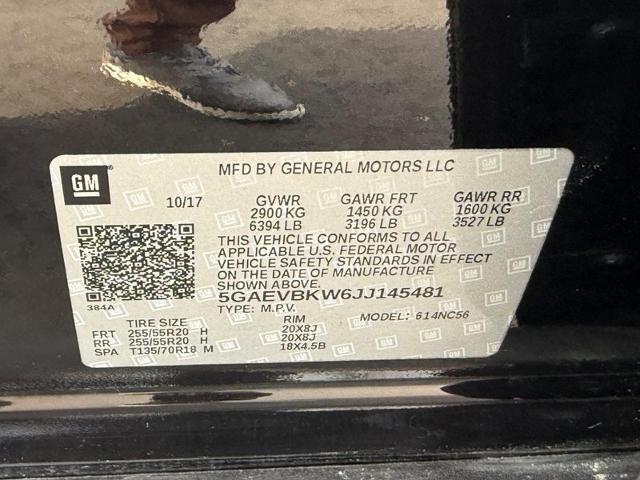 GM
MFD BY GENERAL MOTORS LLC
10/17 GVWR GAWR FRT GAWR RR
2900 KG 1450 KG 1600 KG
6394 LB 3196 LB 3527 LB
THIS VEHICLE CONFORMS TO ALL
APPLICABLE U.S. FEDERAL MOTOR
VEHICLE SAFETY STANDARDS IN EFFECT
ON THE DATE OF MANUFACTURE
SHOWN ABOVE.
384A
5GAEVBKW6JJ145481
TYPE: M.P.V. MODEL: 614NC56
TIRE SIZE RIM
FRT 255/55R20 H 20X8J
RR 255/55R20 H 20X8J
SPA T135/70R18 M 18X4.5B